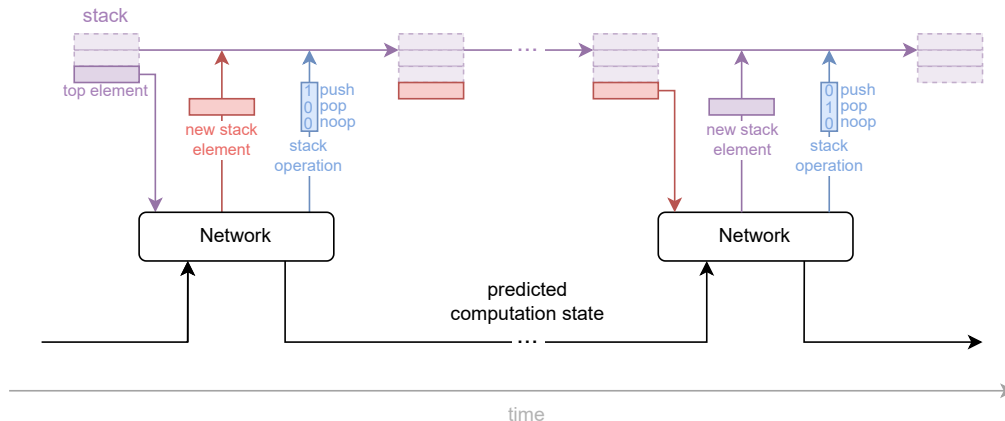 stack
top element
new stack
element
1 push
0 pop
0 noop
stack
operation
Network
...
new stack
element
0 push
1 pop
0 noop
stack
operation
Network
predicted
computation state
...
time